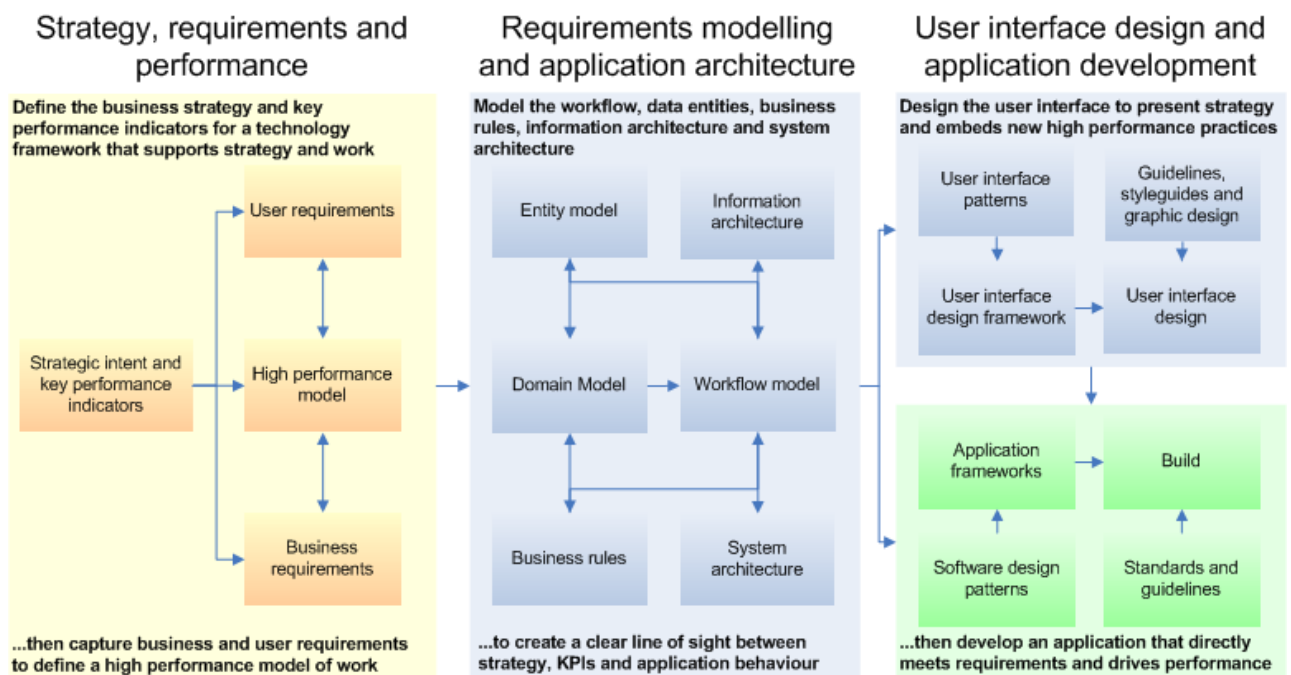 Strategy, requirements and
performance
Define the business strategy and key
performance indicators for a technology
framework that supports strategy and work
User requirements
Strategic intent and
key performance
indicators
High performance
model
Business
requirements
...then capture business and user requirements
to define a high performance model of work
Requirements modelling
and application architecture
Model the workflow, data entities, business
rules, information architecture and system
architecture
Entity model
Information
architecture
Domain Model
Workflow model
Business rules
System
architecture
...to create a clear line of sight between
strategy, KPIs and application behaviour
User interface design and
application development
Design the user interface to present strategy
and embeds new high performance practices
User interface
patterns
Guidelines,
styleguides and
graphic design
User interface
design framework
User interface
design
Application
frameworks
Build
Software design
patterns
Standards and
guidelines
...then develop an application that directly
meets requirements and drives performance